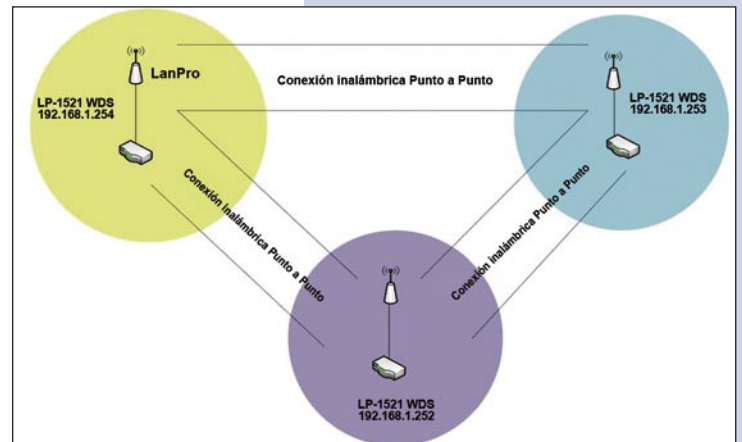 LanPro
LP-1521 WDS
192.168.1.254
Conexión inalámbrica Punto a Punto
LP-1521 WDS
192.168.1.253
Conexión inalámbrica Punto a Punto
Conexión inalámbrica Punto a Punto
LP-1521 WDS
192.168.1.252